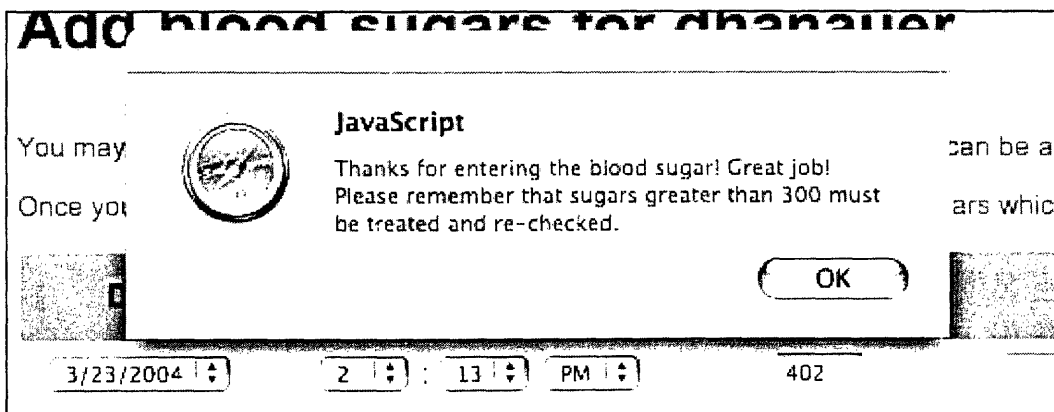 Add blood sugars for dhanauer
JavaScript
Thanks for entering the blood sugar! Great job!
Please remember that sugars greater than 300 must
be treated and re-checked.
You may
can be a
Once you
ars whic
OK
3/23/2004 2 : 13 PM 402